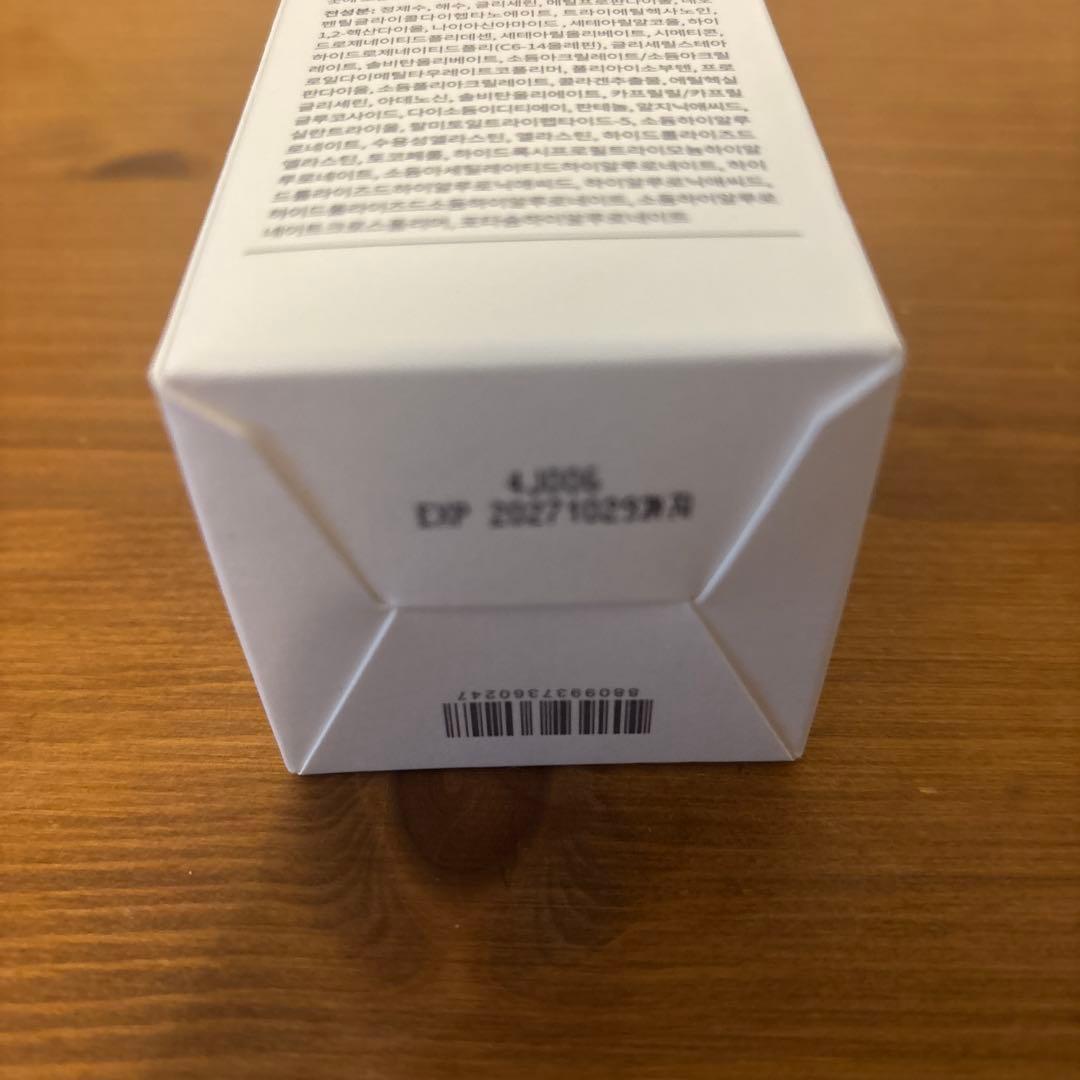 전성분: 정제수, 해수, 글리세린, 메틸프로판다이올, 네오
펜틸글라이콜다이헵타노에이트, 트라이에틸헥사노인,
1,2-헥산다이올, 나이아신아마이드, 세테아릴알코올, 하이
드로제네이티드폴리데센, 세테아릴올리베이트, 시메티콘,
하이드로제네이티드폴리(C6-14올레핀), 글리세릴스테아
레이트, 솔비탄올리베이트, 소듐아크릴레이트/소듐아크릴
로일다이메틸타우레이트코폴리머, 폴리아이소부텐, 프로
판다이올, 소듐폴리아크릴레이트, 콜라겐추출물, 에틸헥실
글리세린, 아데노신, 솔비탄올리에이트, 카프릴릴/카프릴
글루코사이드, 다이소듐이디티에이, 판테놀, 알지닉애씨드,
실란트라이올, 팔미토일트라이펩타이드-5, 소듐하이알루
로네이트, 수용성엘라스틴, 엘라스틴, 하이드롤라이즈드
엘라스틴, 토코페롤, 하이드록시프로필트라이모늄하이알
루로네이트, 소듐아세틸레이티드하이알루로네이트, 하이
드롤라이즈드하이알루로닉애씨드, 하이알루로닉애씨드,
하이드롤라이즈드소듐하이알루로네이트, 소듐하이알루로
네이트크로스폴리머, 포타슘하이알루로네이트
4J006
EXP 20271029까지
8809937360247